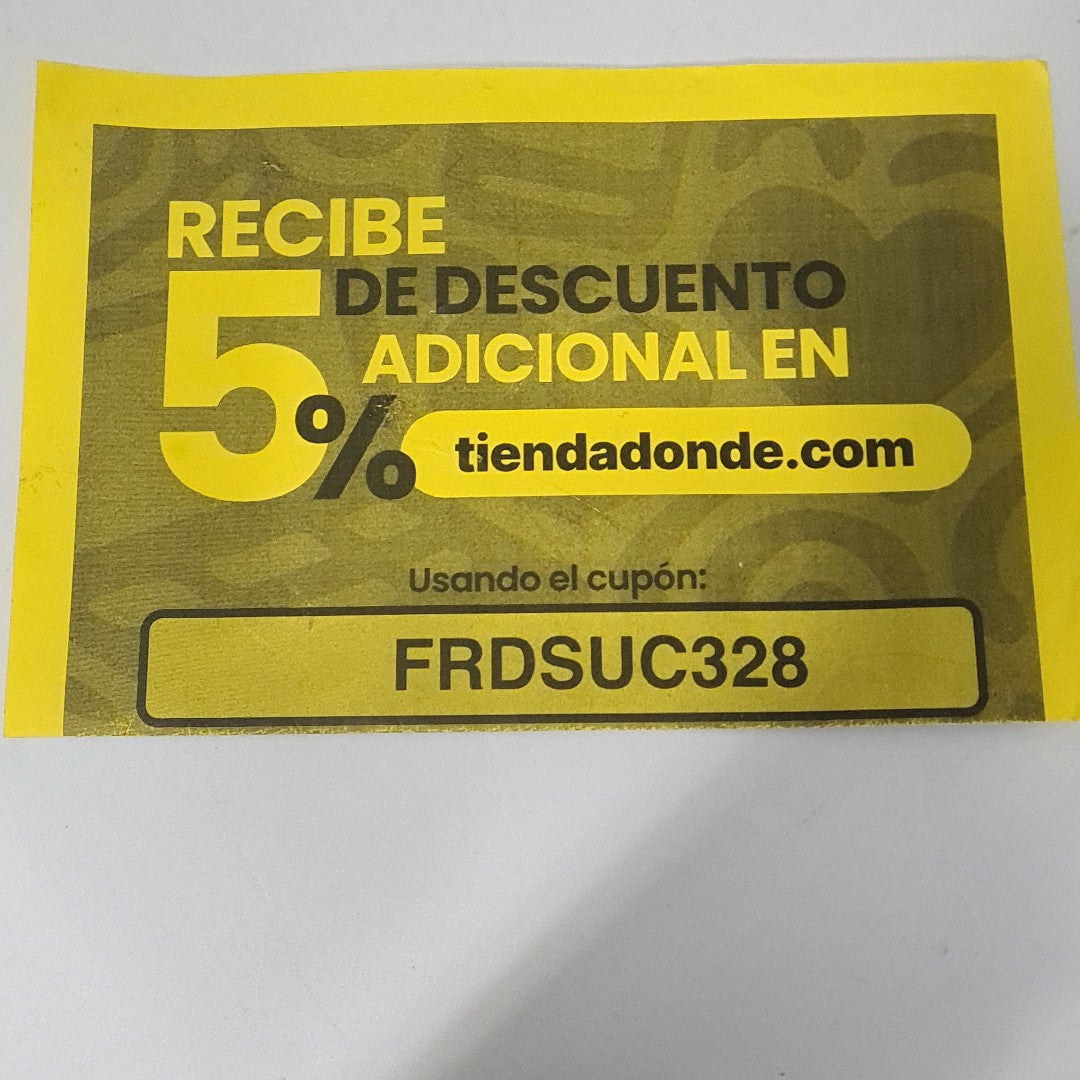 RECIBE
5% DE DESCUENTO
ADICIONAL EN
tiendadonde.com
Usando el cupón:
FRDSUC328